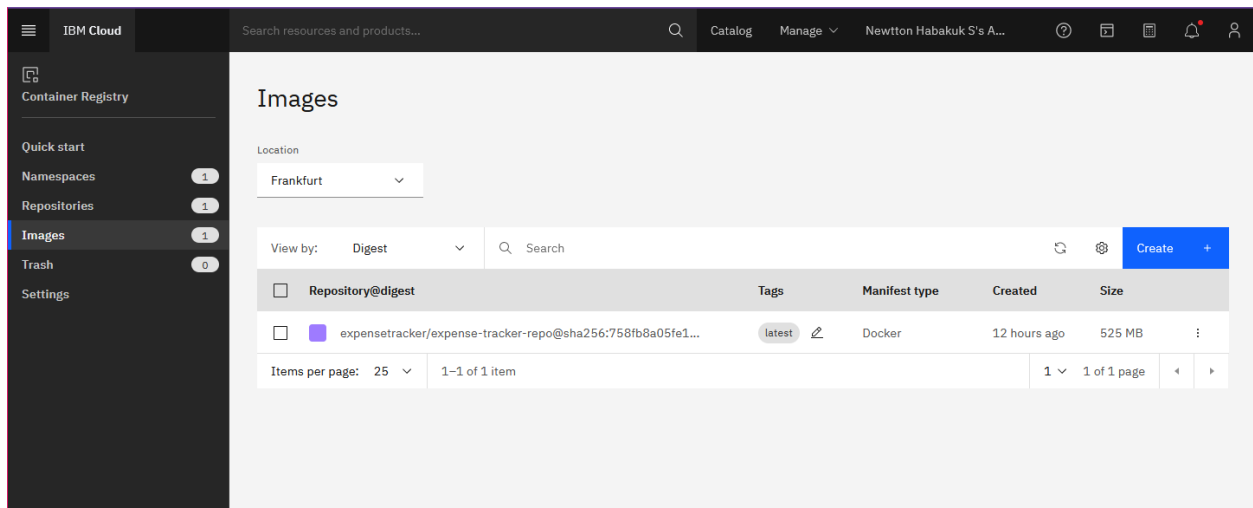 IBM Cloud
Search resources and products...
Catalog
Manage
Newtton Habakuk S's A...
Container Registry
Quick start
Namespaces 1
Repositories 1
Images 1
Trash 0
Settings
Images
Location
Frankfurt
View by: Digest
Search
Create +
Repository@digest Tags Manifest type Created Size
expensetracker/expense-tracker-repo@sha256:758fb8a05fe1... latest Docker 12 hours ago 525 MB
Items per page: 25 1–1 of 1 item 1 1 of 1 page